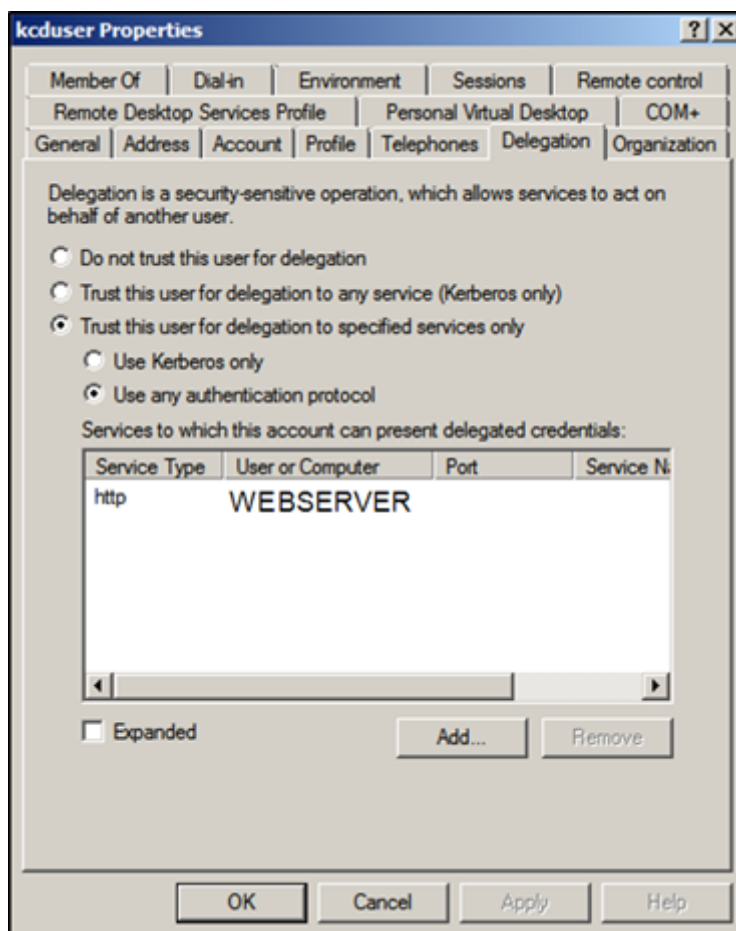 kcduser Properties
Member Of Dial-in Environment Sessions Remote control
Remote Desktop Services Profile Personal Virtual Desktop COM+
General Address Account Profile Telephones Delegation Organization
Delegation is a security-sensitive operation, which allows services to act on
behalf of another user.
Do not trust this user for delegation
Trust this user for delegation to any service (Kerberos only)
Trust this user for delegation to specified services only
Use Kerberos only
Use any authentication protocol
Services to which this account can present delegated credentials:
Service Type User or Computer Port Service Na
http WEBSERVER
Expanded Add... Remove
OK Cancel Apply Help